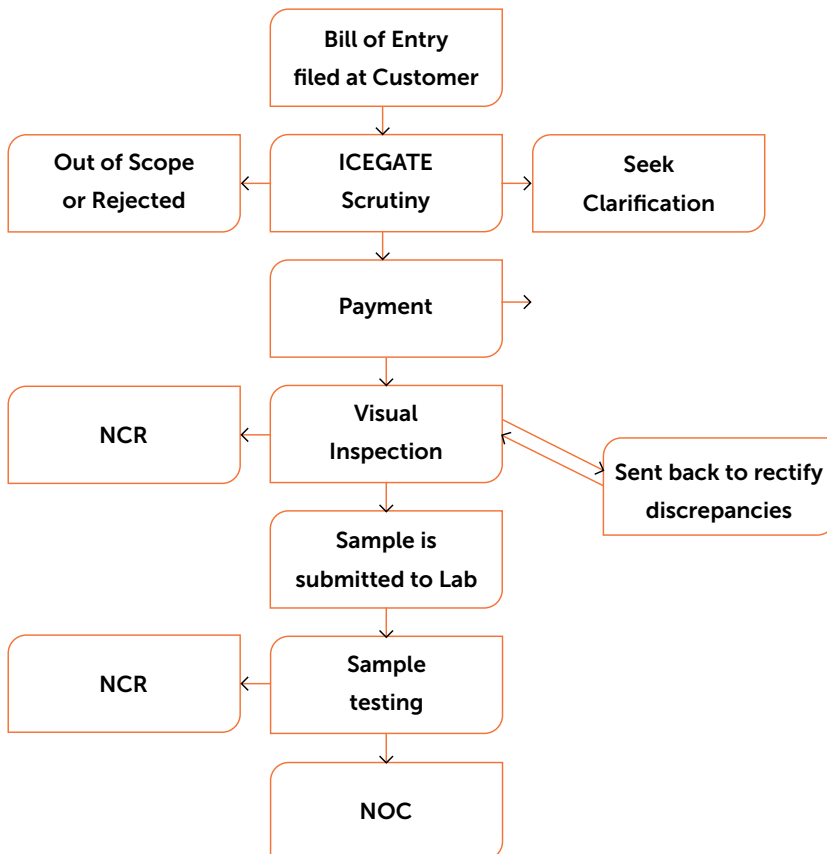 Bill of Entry
filed at Customer
Out of Scope
or Rejected
ICEGATE
Scrutiny
Seek
Clarification
Payment
NCR
Visual
Inspection
Sent back to rectify
discrepancies
Sample is
submitted to Lab
NCR
Sample
testing
NOC